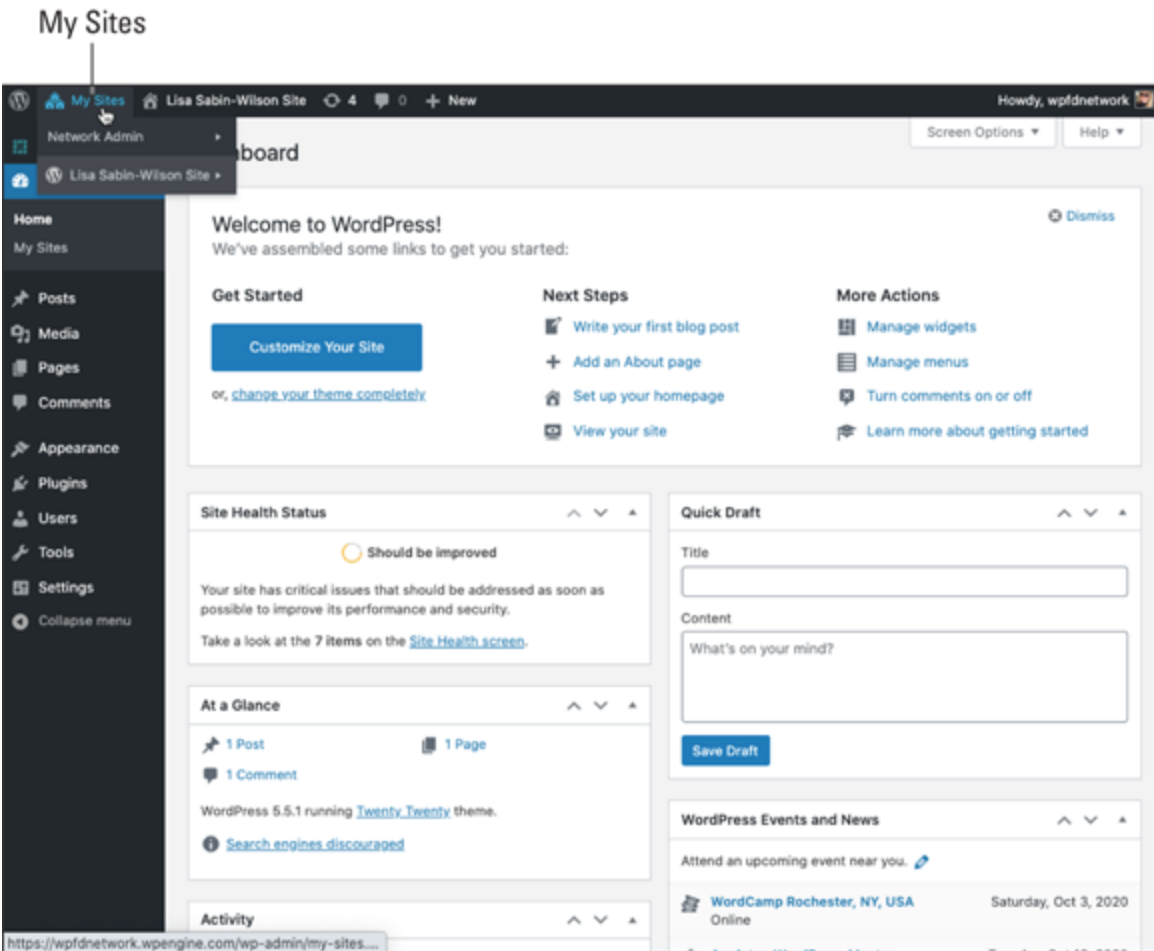 My Sites
My Sites Lisa Sabin-Wilson Site 4 0 + New Howdy, wpfdnetwork
Network Admin
Lisa Sabin-Wilson Site
board
Screen Options ▼ Help ▼
Home
My Sites
Posts
Media
Pages
Comments
Appearance
Plugins
Users
Tools
Settings
Collapse menu
Welcome to WordPress!
Dismiss
We've assembled some links to get you started:
Get Started
Customize Your Site
or, change your theme completely
Next Steps
Write your first blog post
Add an About page
Set up your homepage
View your site
More Actions
Manage widgets
Manage menus
Turn comments on or off
Learn more about getting started
Site Health Status
Should be improved
Your site has critical issues that should be addressed as soon as
possible to improve its performance and security.
Take a look at the 7 items on the Site Health screen.
At a Glance
1 Post 1 Page
1 Comment
WordPress 5.5.1 running Twenty Twenty theme.
Search engines discouraged
Activity
Quick Draft
Title
Content
What's on your mind?
Save Draft
WordPress Events and News
Attend an upcoming event near you.
WordCamp Rochester, NY, USA Saturday, Oct 3, 2020
Online
https://wpfdnetwork.wpengine.com/wp-admin/my-sites....